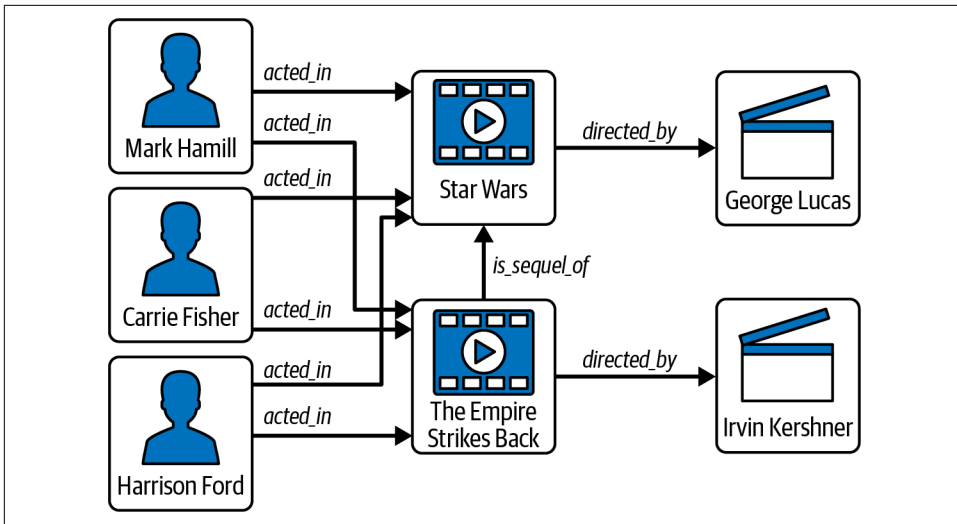 acted_in
acted_in
Mark Hamill
acted_in
Carrie Fisher
acted_in
acted_in
acted_in
Harrison Ford
Star Wars
is_sequel_of
The Empire
Strikes Back
directed_by
George Lucas
directed_by
Irvin Kershner